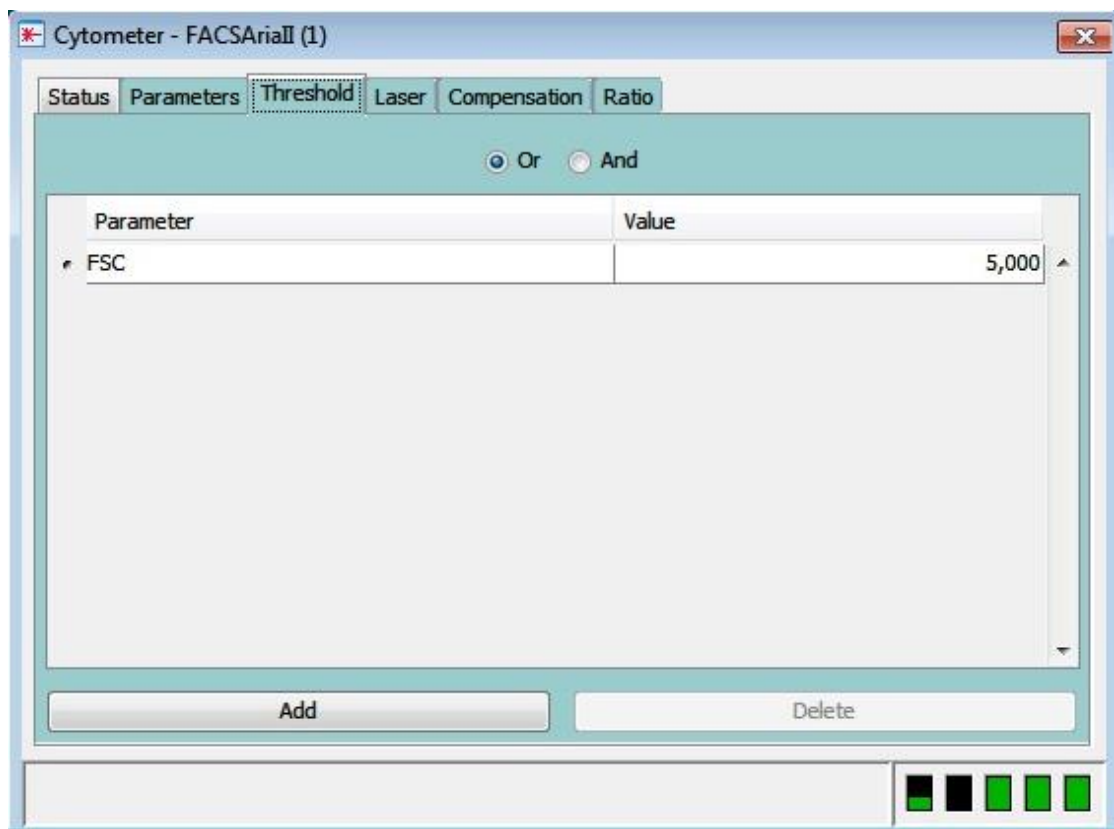 Cytometer - FACSAriaII (1)
Status Parameters Threshold Laser Compensation Ratio
Or And
Parameter Value
FSC 5,000
Add Delete